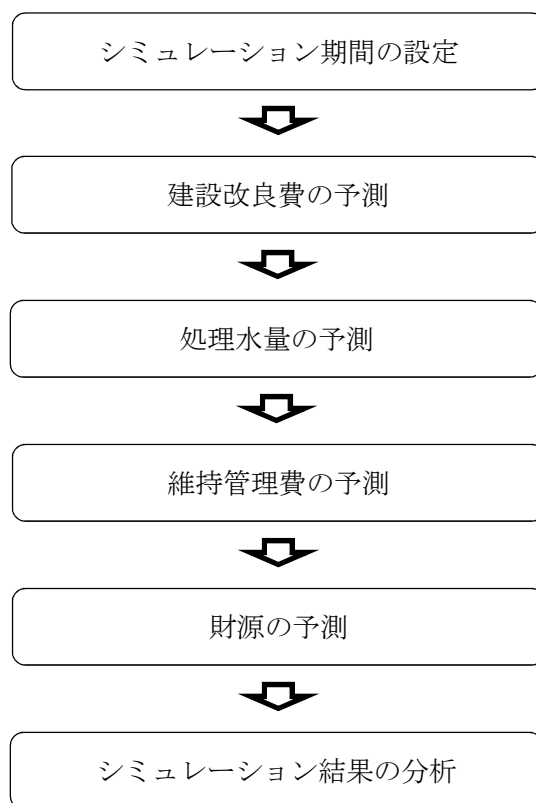 シミュレーション期間の設定
建設改良費の予測
処理水量の予測
維持管理費の予測
財源の予測
シミュレーション結果の分析